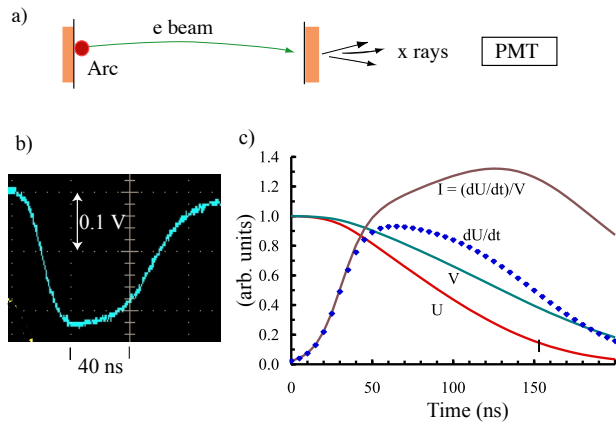 a)
e beam
Arc
x rays
PMT
b)
0.1 V
40 ns
c)
1.4
1.2
1.0
0.8
0.6
0.4
0.2
0.0
(arb. units)
I = (dU/dt)/V
dU/dt
V
U
0 50 100 150
Time (ns)